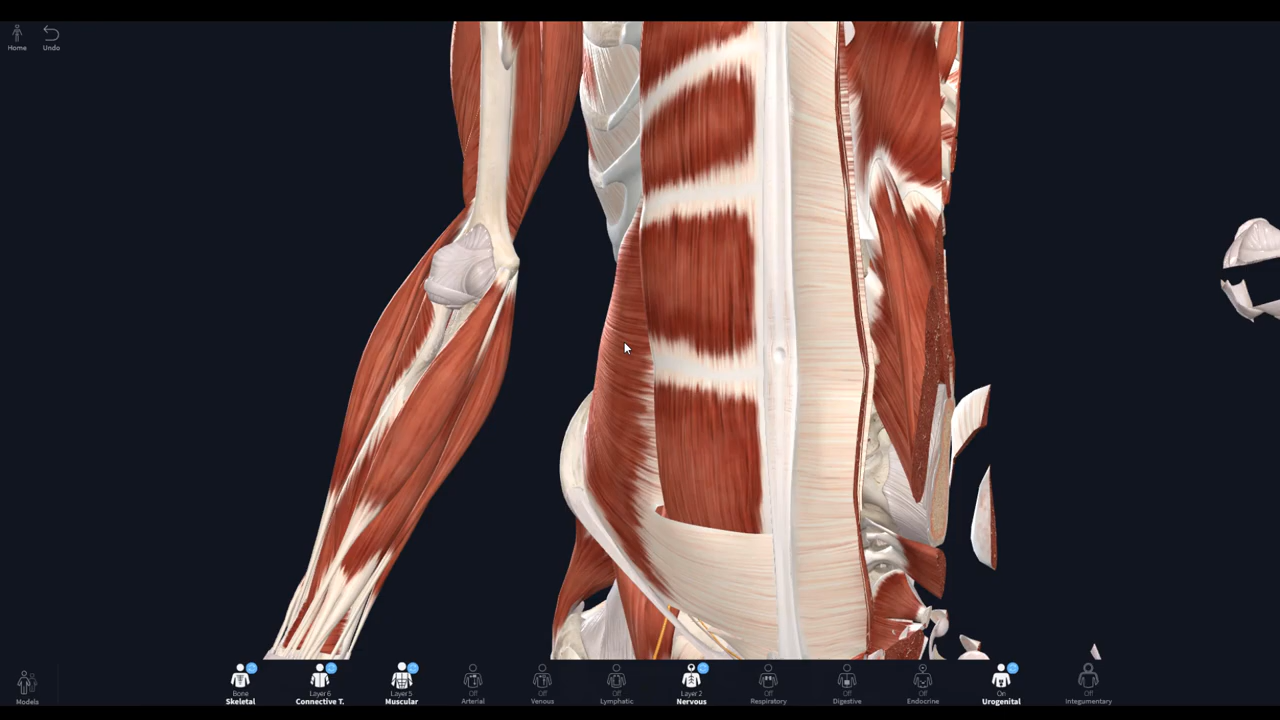 Home
Undo
Models
Bone
Skeletal
Layer 6
Connective T.
Layer 5
Muscular
Off
Arterial
Off
Venous
Off
Lymphatic
Layer 2
Nervous
Off
Respiratory
Off
Digestive
Off
Endocrine
On
Urogenital
Off
Integumentary